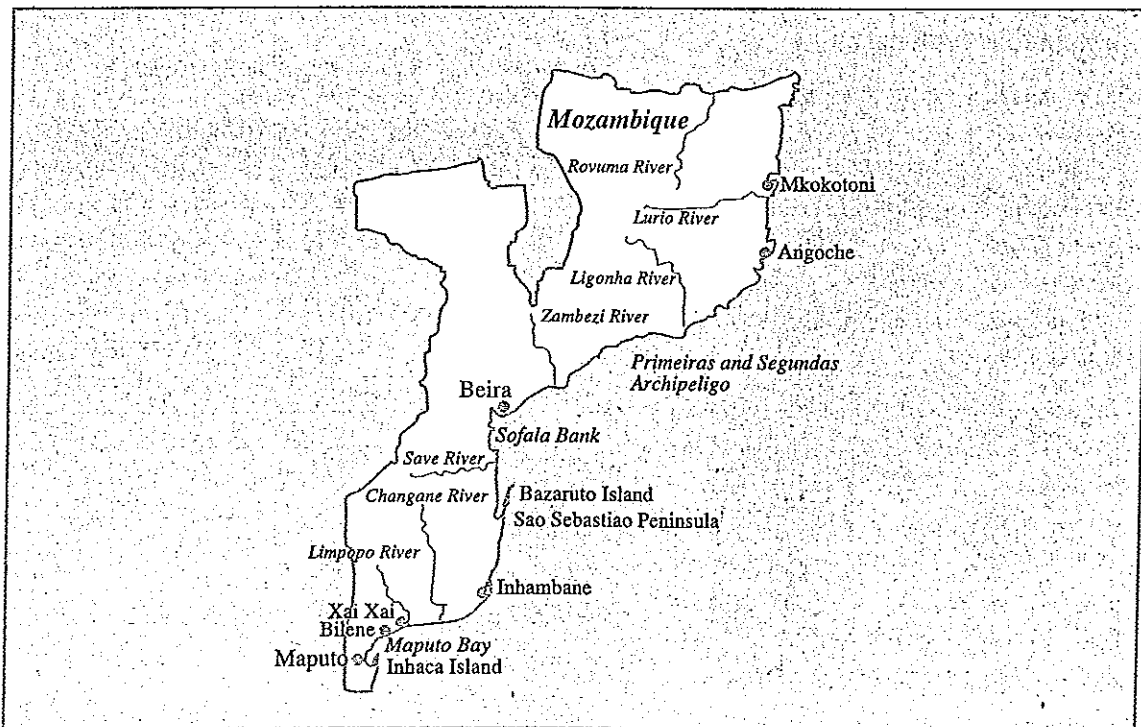 Mozambique
Rovuma River
Mkokotoni
Lurio River
Angoche
Ligonha River
Zambezi River
Primeiras and Segundas
Archipeligo
Beira
Sofala Bank
Save River
Changane River
Bazaruto Island
Sao Sebastiao Peninsula
Limpopo River
Inhambane
Xai Xai
Bilene
Maputo Bay
Maputo
Inhaca Island